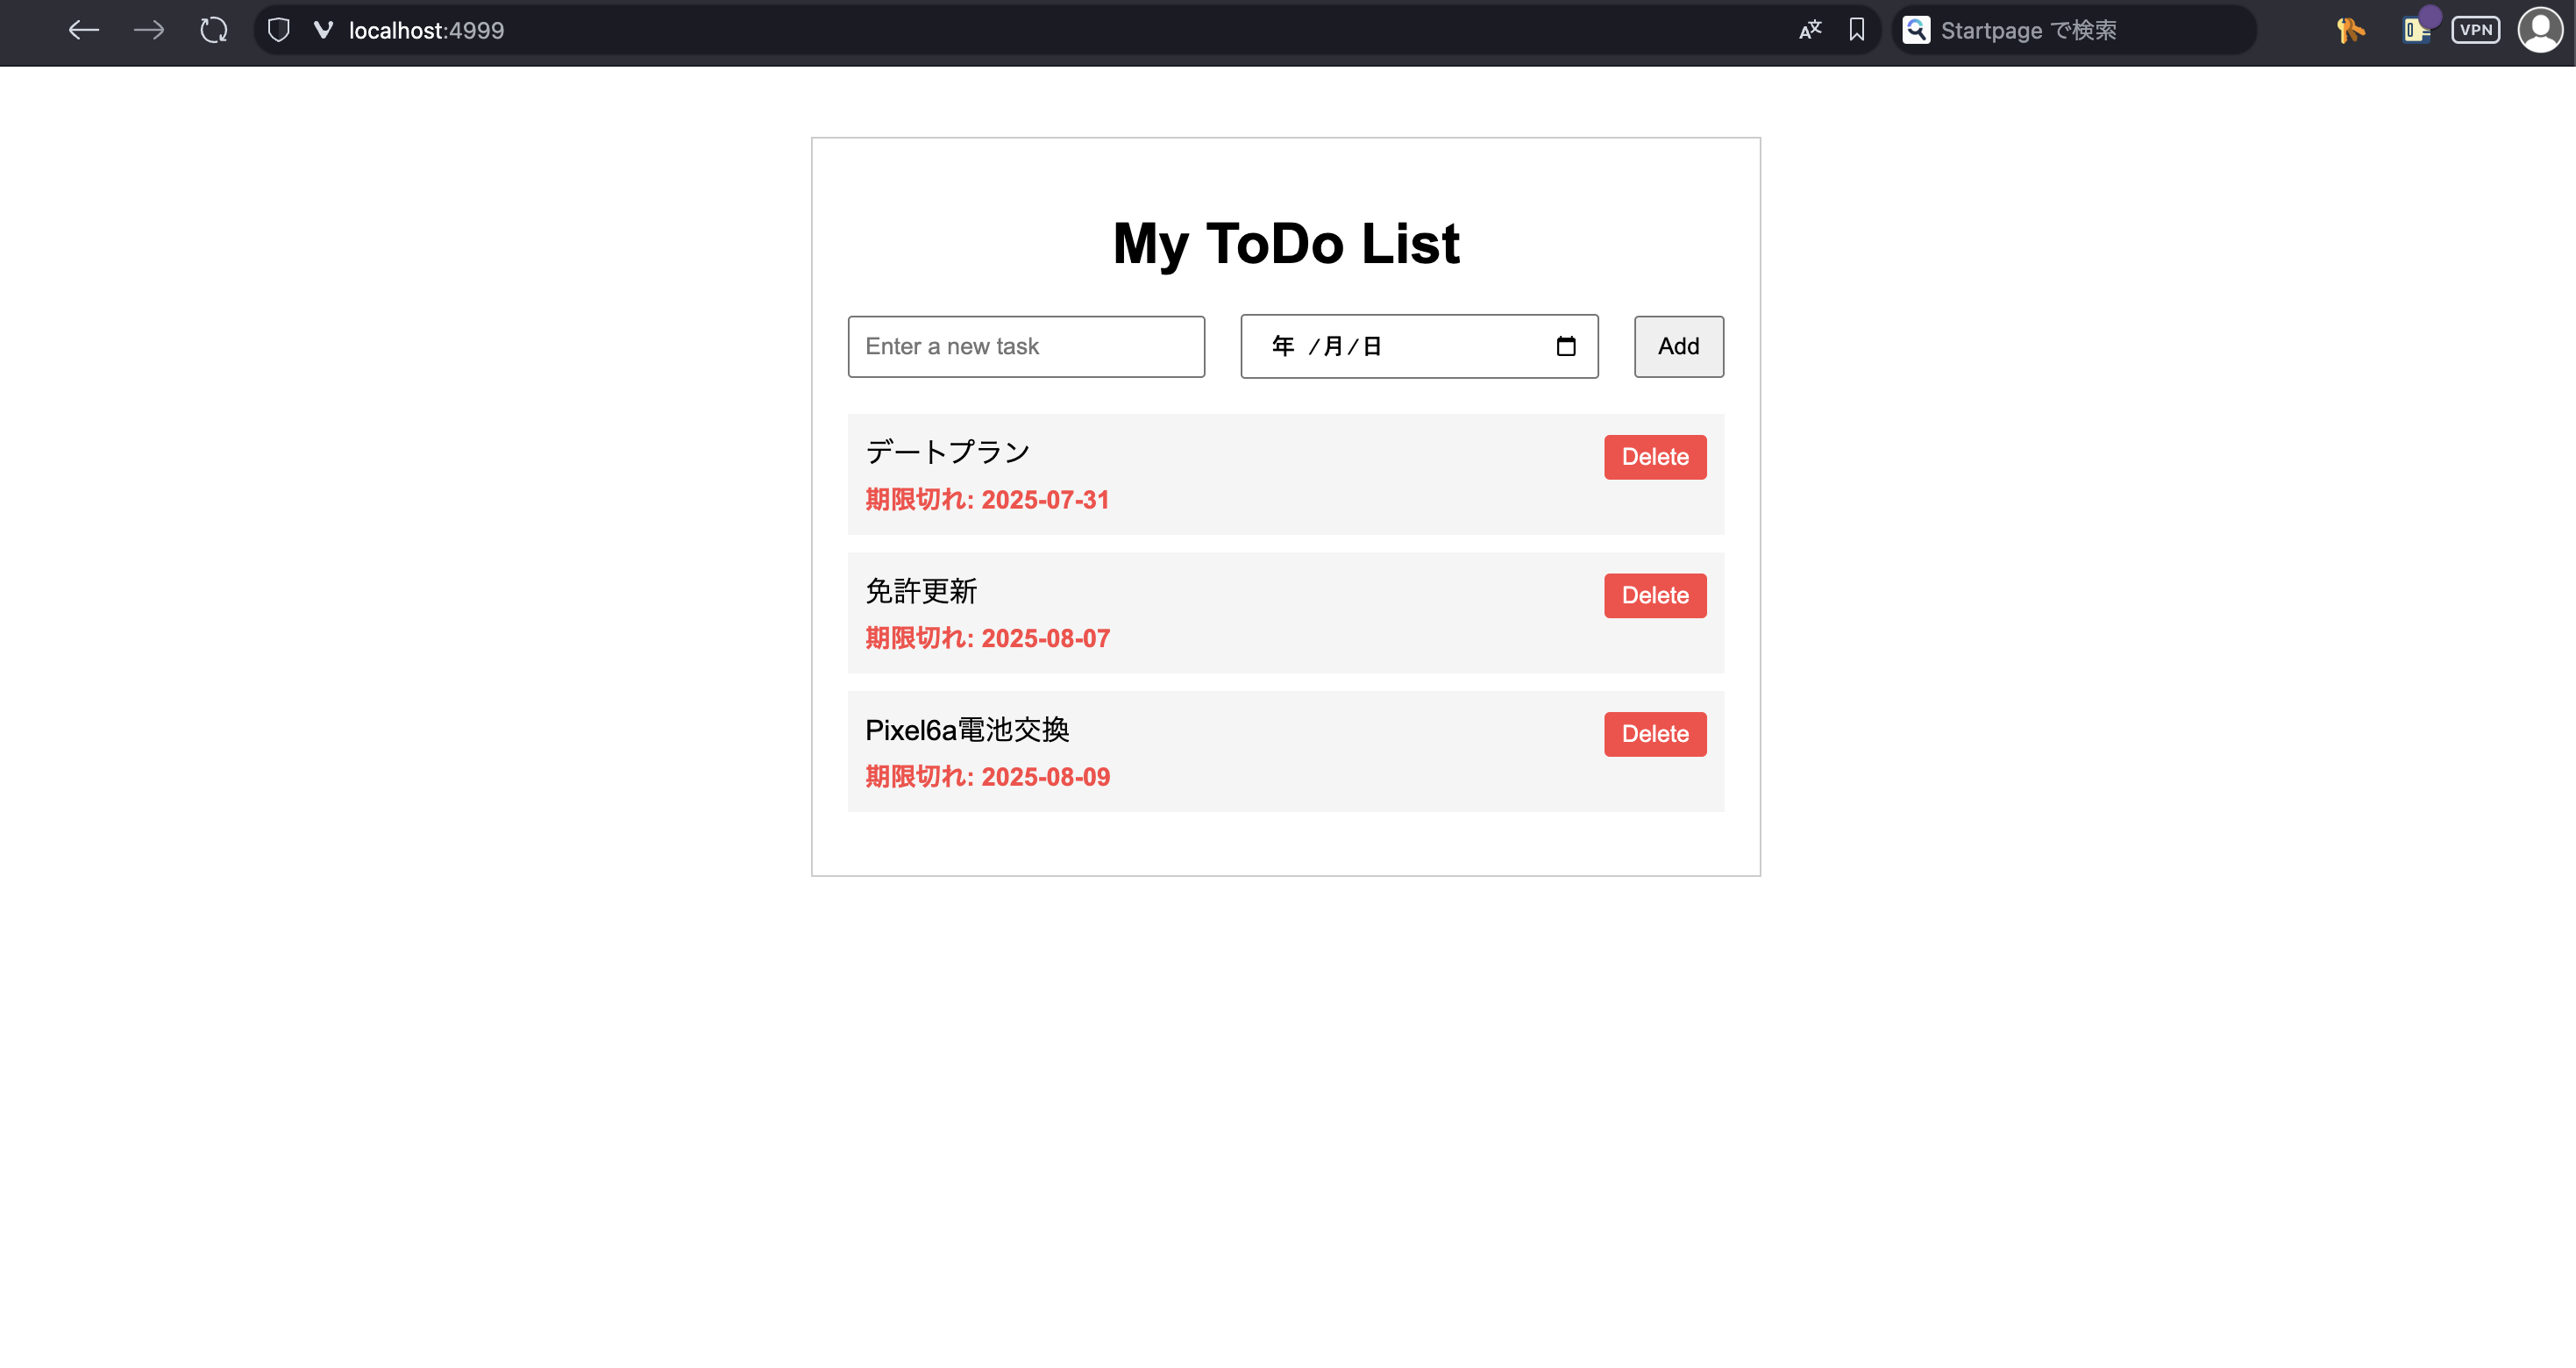 localhost:4999
Startpage で検索
VPN
My ToDo List
Enter a new task
年 /月/日
Add
デートプラン
Delete
期限切れ: 2025-07-31
免許更新
Delete
期限切れ: 2025-08-07
Pixel6a電池交換
Delete
期限切れ: 2025-08-09